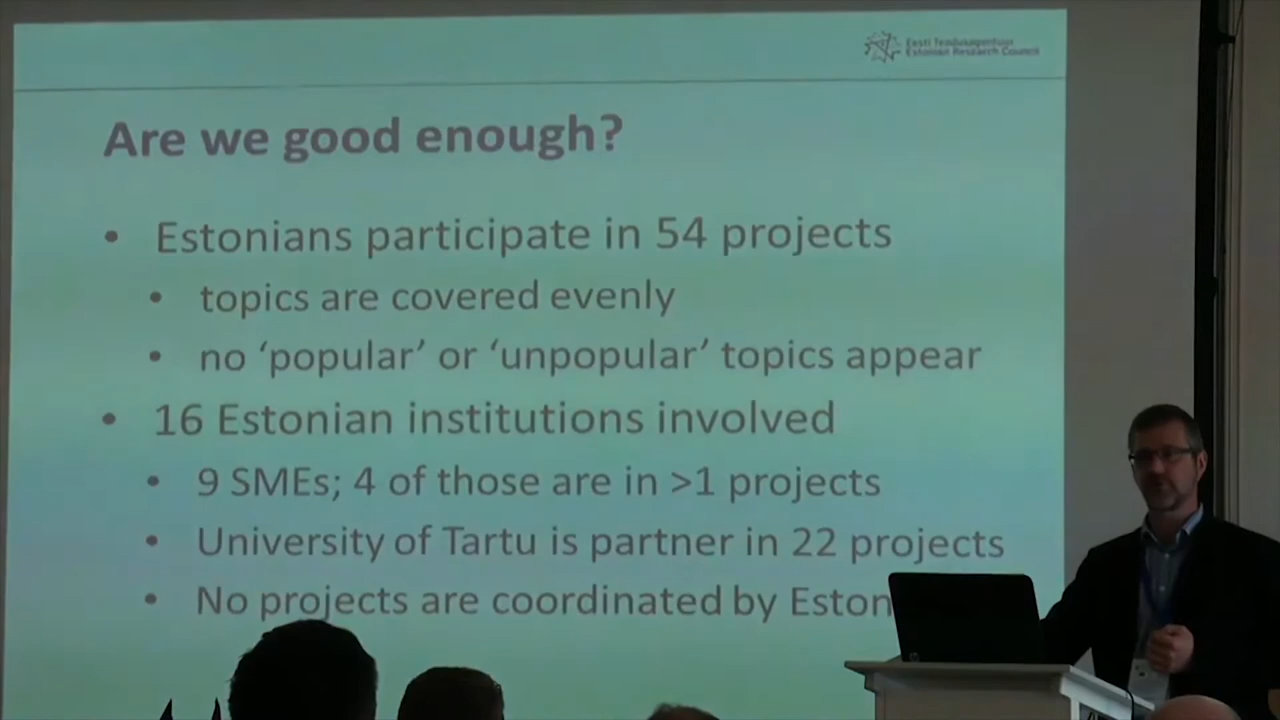 Eesti Teadusagentuur
Estonian Research Council
Are we good enough?
• Estonians participate in 54 projects
• topics are covered evenly
• no ‘popular’ or ‘unpopular’ topics appear
• 16 Estonian institutions involved
• 9 SMEs; 4 of those are in >1 projects
• University of Tartu is partner in 22 projects
• No projects are coordinated by Eston